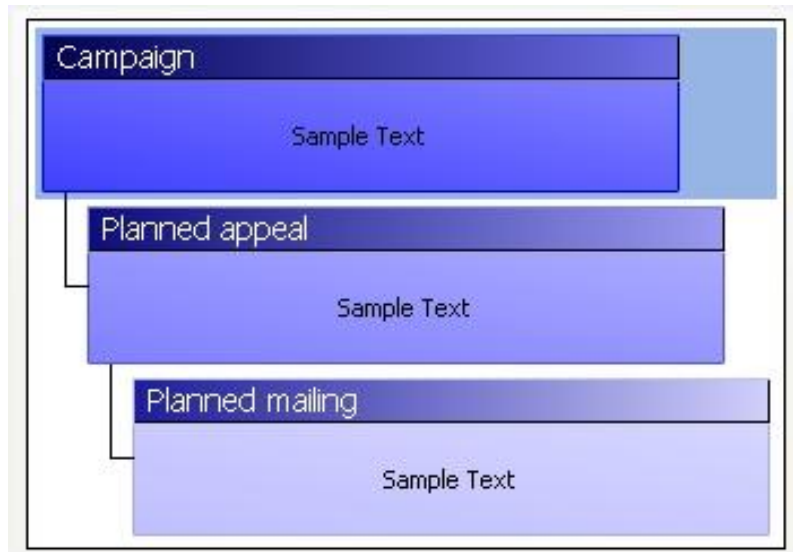 Campaign
Sample Text
Planned appeal
Sample Text
Planned mailing
Sample Text